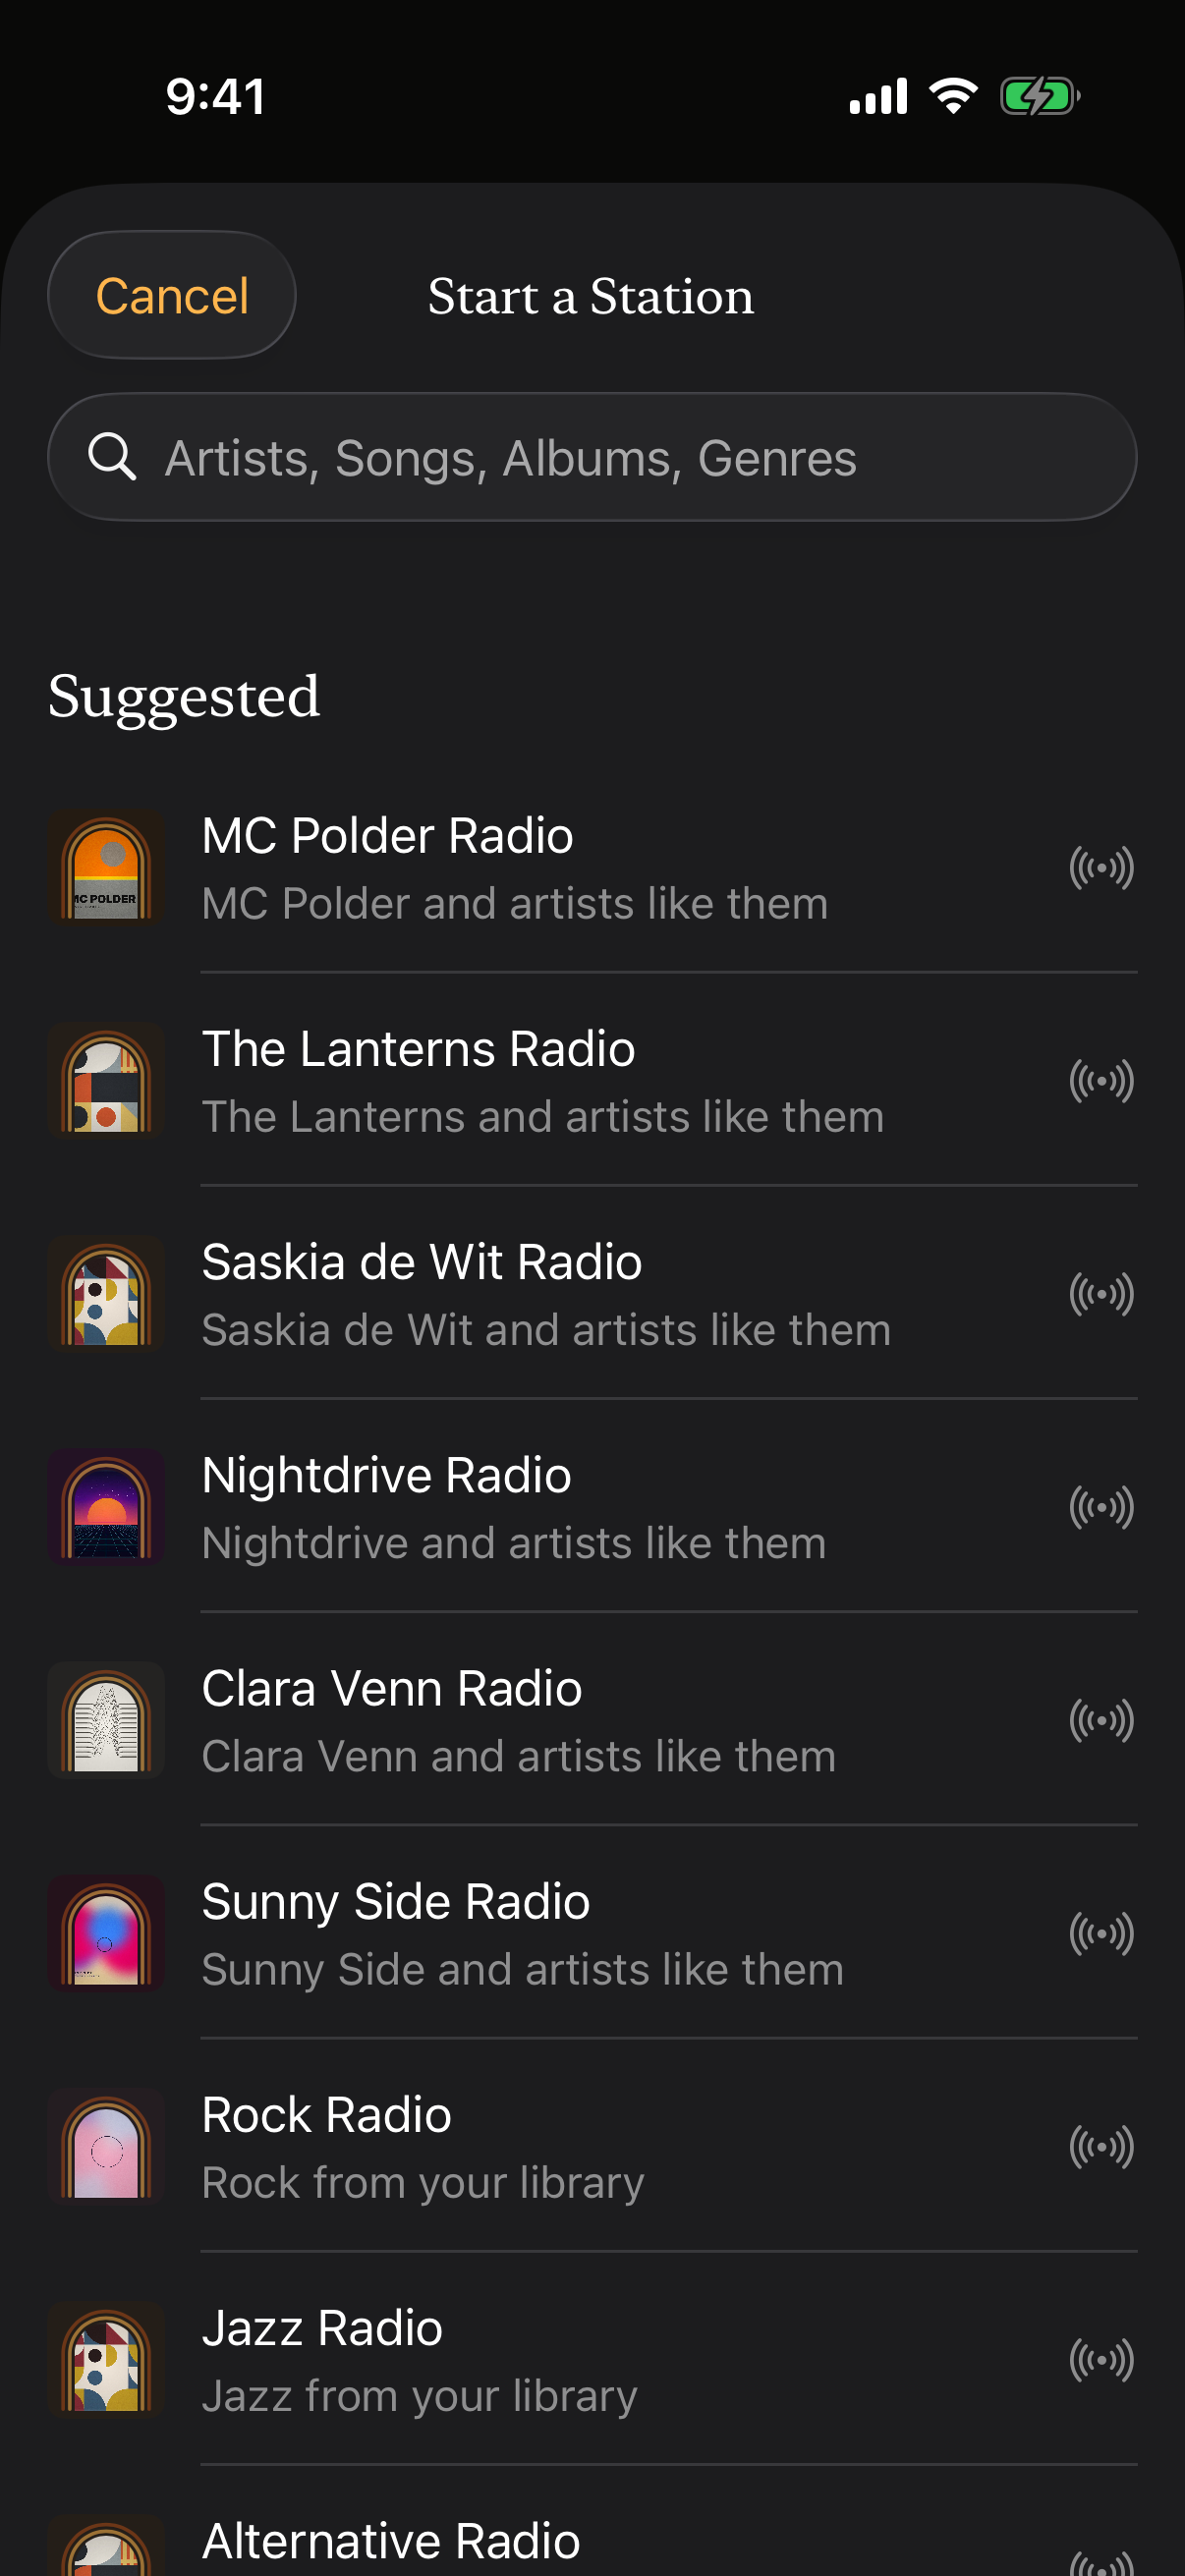 9:41
Cancel
Start a Station
Artists, Songs, Albums, Genres
Suggested
MC POLDER
MC Polder Radio
MC Polder and artists like them
The Lanterns Radio
The Lanterns and artists like them
Saskia de Wit Radio
Saskia de Wit and artists like them
Nightdrive Radio
Nightdrive and artists like them
Clara Venn Radio
Clara Venn and artists like them
Sunny Side Radio
Sunny Side and artists like them
Rock Radio
Rock from your library
Jazz Radio
Jazz from your library
Alternative Radio